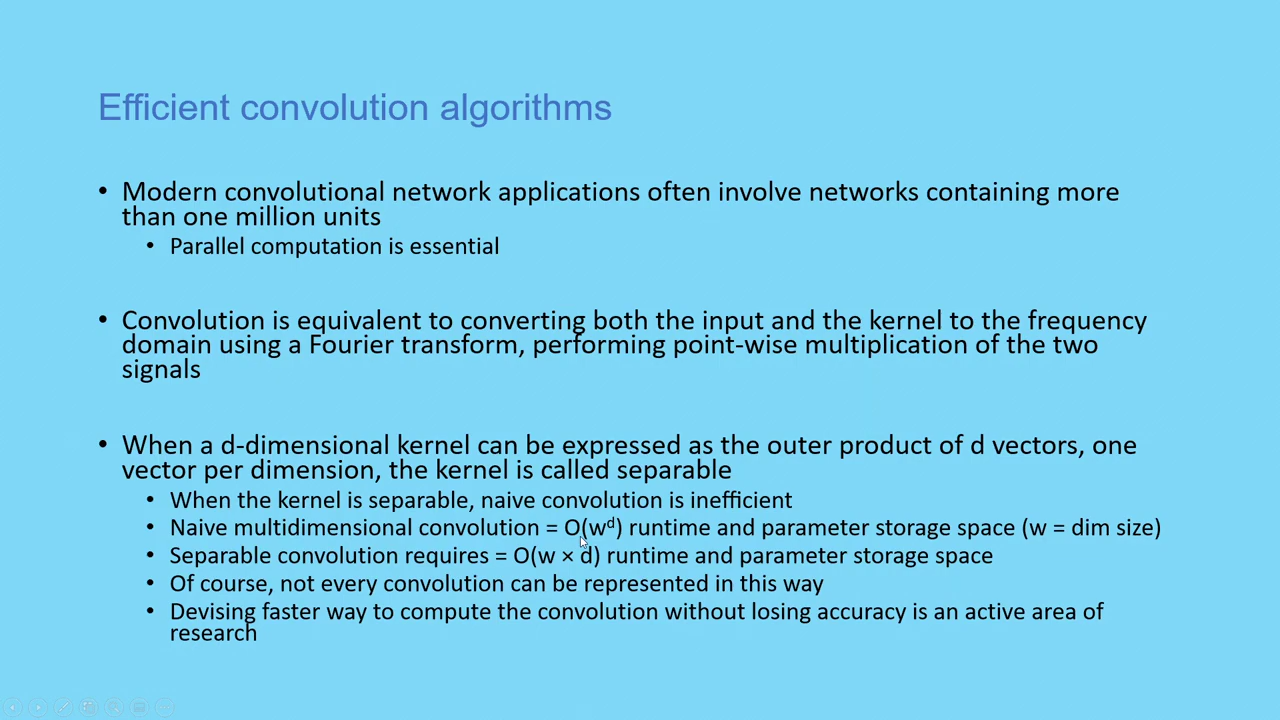 Efficient convolution algorithms
• Modern convolutional network applications often involve networks containing more
than one million units
• Parallel computation is essential
• Convolution is equivalent to converting both the input and the kernel to the frequency
domain using a Fourier transform, performing point-wise multiplication of the two
signals
• When a d-dimensional kernel can be expressed as the outer product of d vectors, one
vector per dimension, the kernel is called separable
• When the kernel is separable, naive convolution is inefficient
• Naive multidimensional convolution = O(wᵈ) runtime and parameter storage space (w = dim size)
• Separable convolution requires = O(w × d) runtime and parameter storage space
• Of course, not every convolution can be represented in this way
• Devising faster way to compute the convolution without losing accuracy is an active area of
research